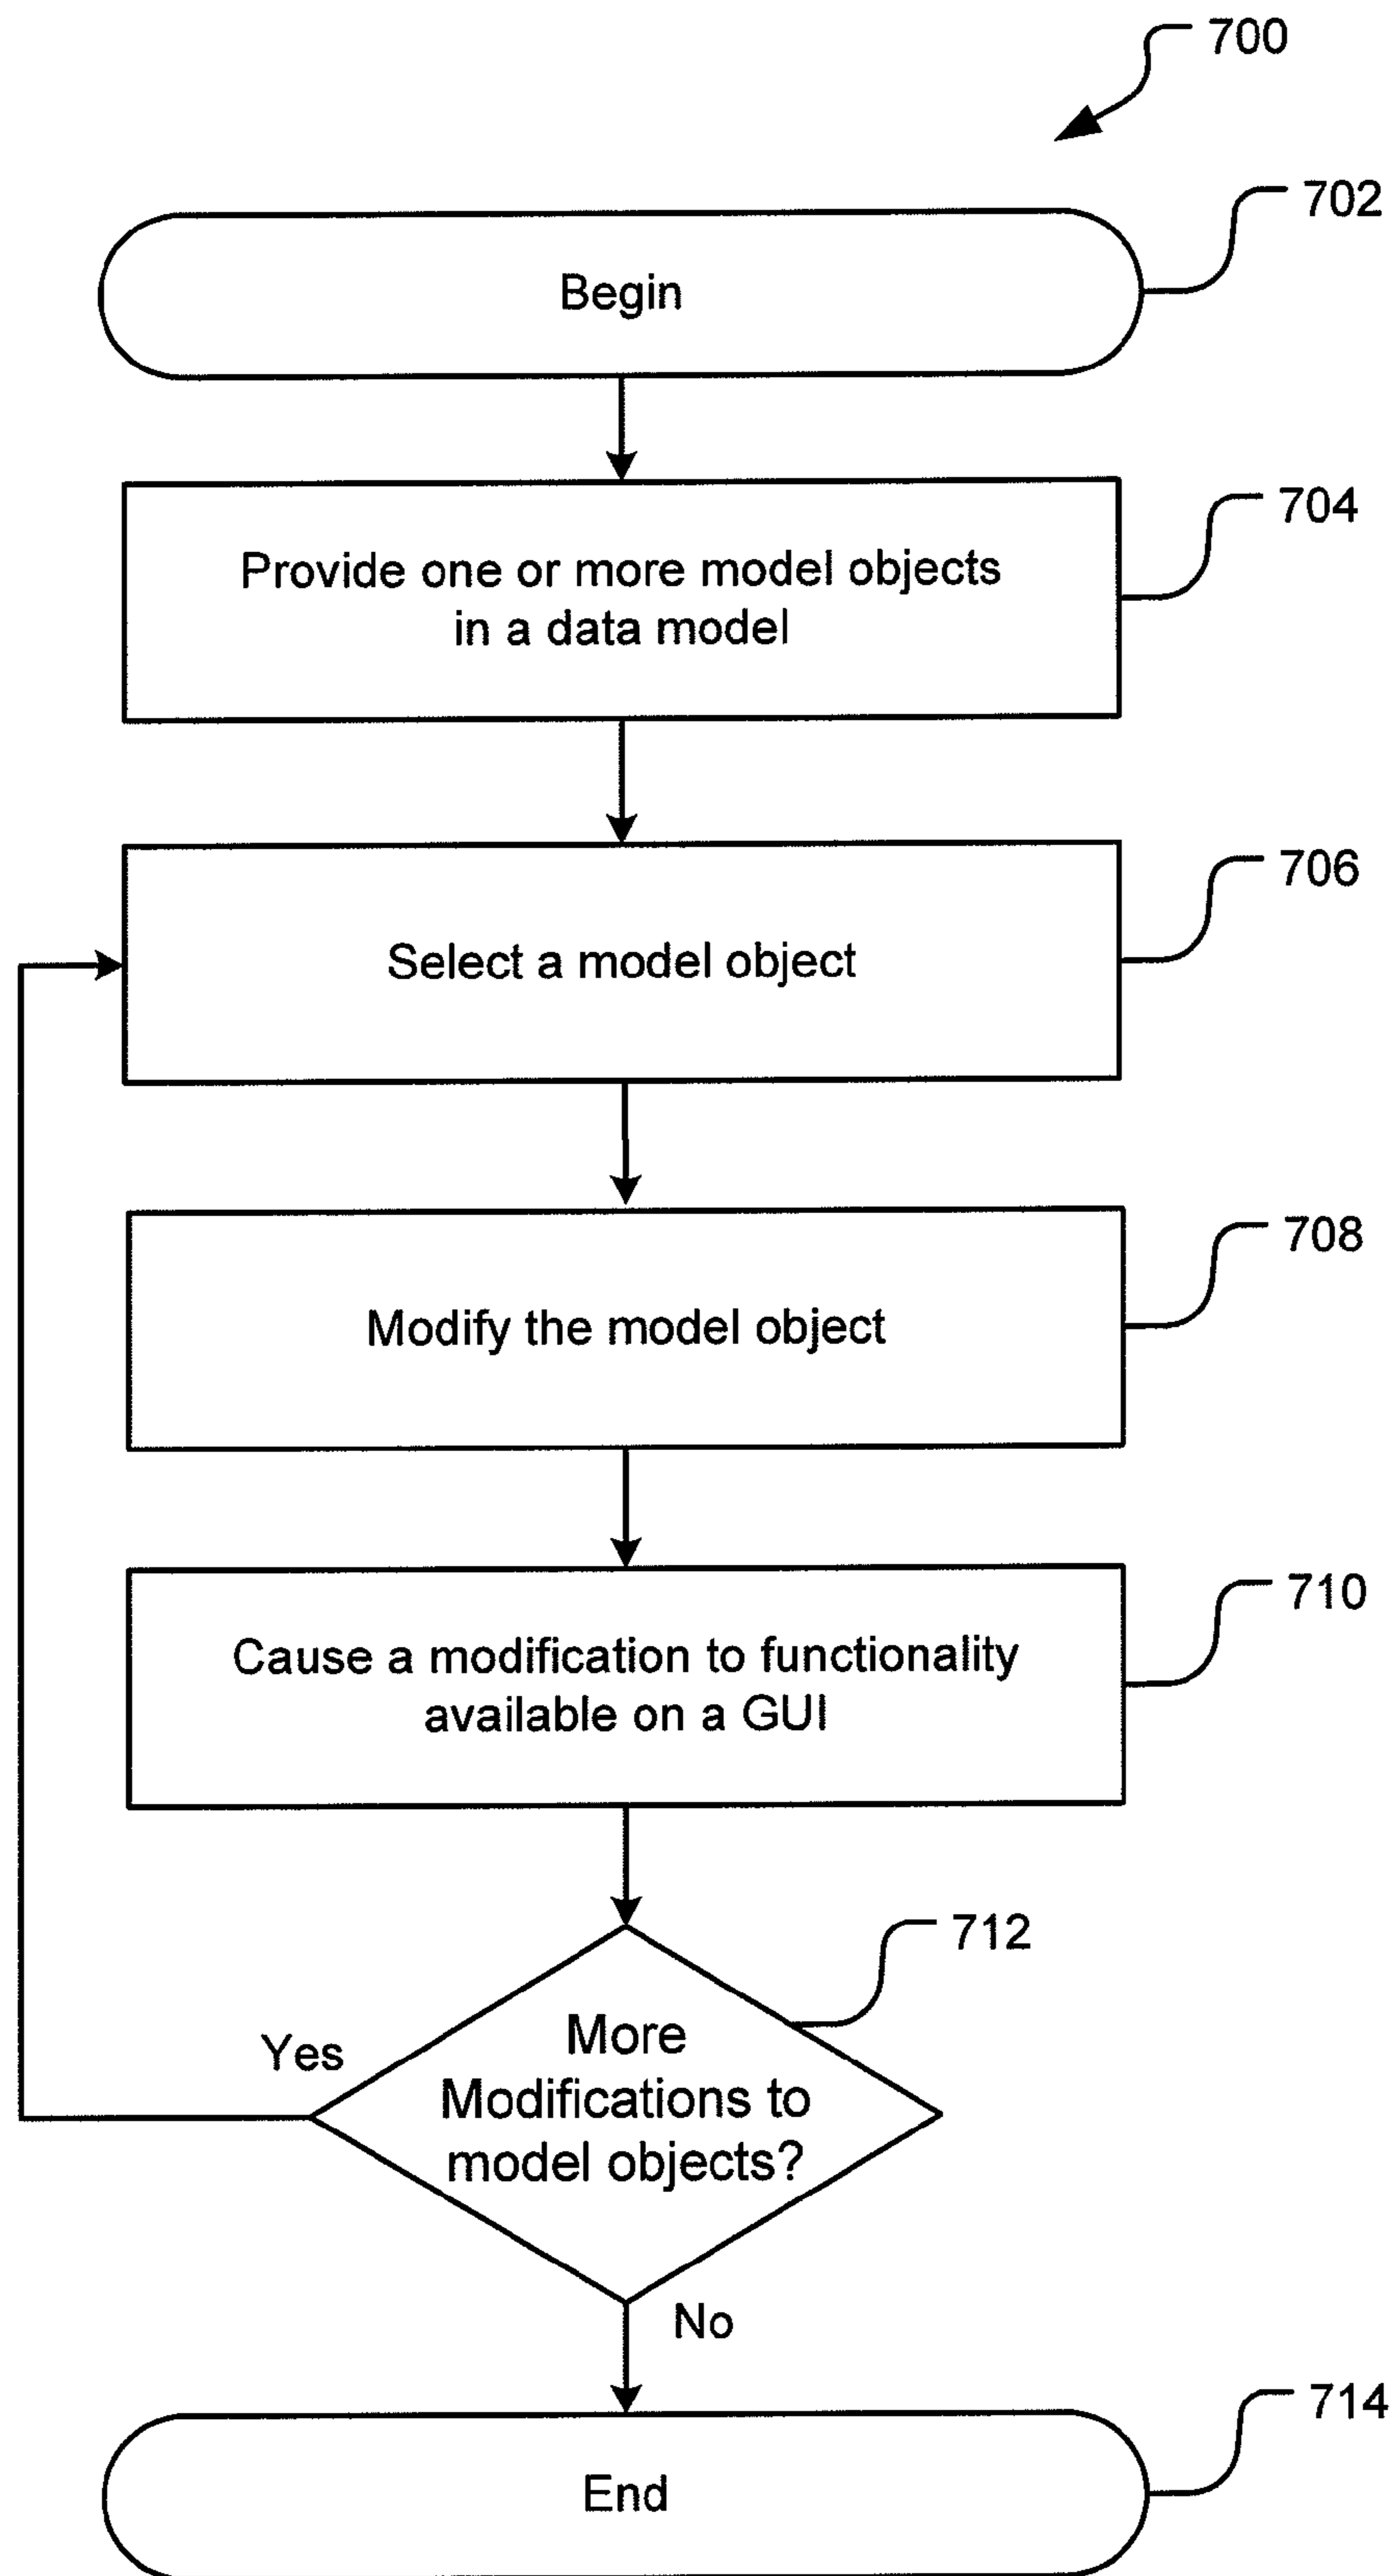 700
702
Begin
704
Provide one or more model objects
in a data model
706
Select a model object
708
Modify the model object
710
Cause a modification to functionality
available on a GUI
712
Yes
More
Modifications to
model objects?
No
714
End